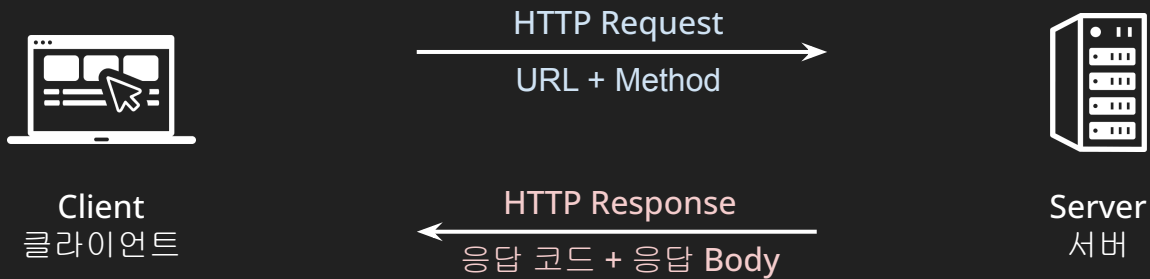 HTTP Request
URL + Method
Client
클라이언트
HTTP Response
응답 코드 + 응답 Body
Server
서버